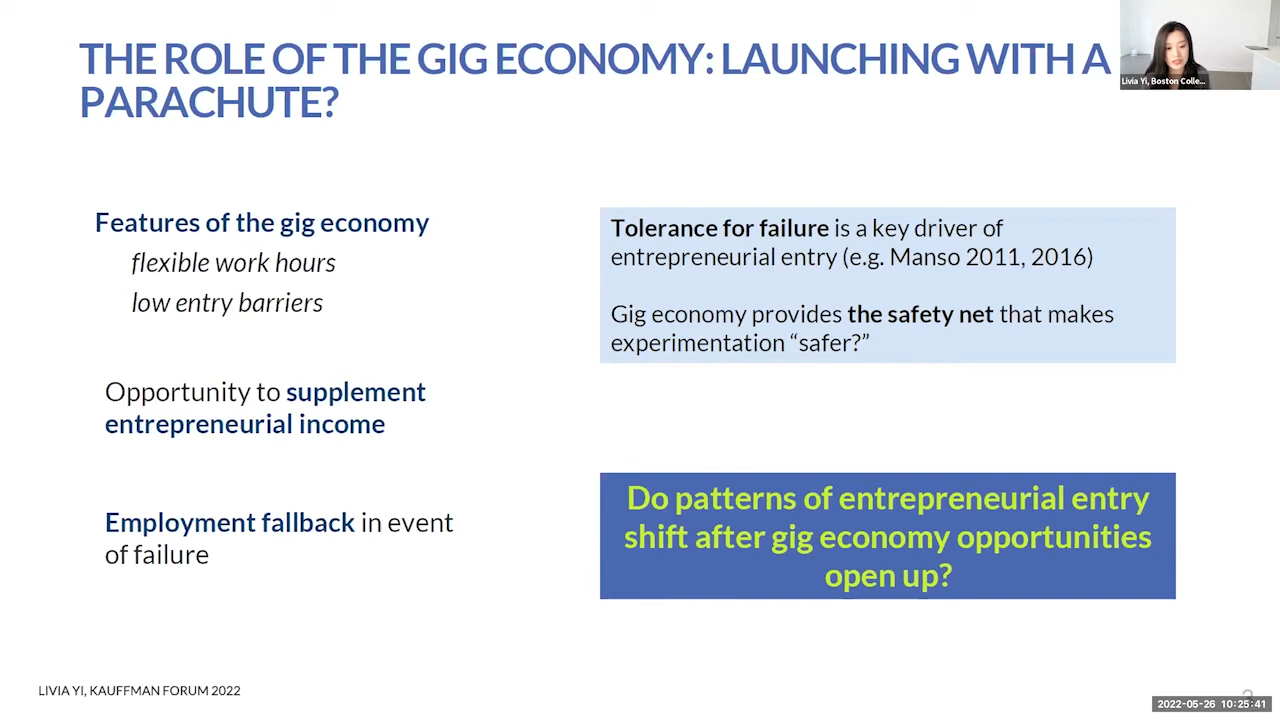 THE ROLE OF THE GIG ECONOMY: LAUNCHING WITH A
PARACHUTE?
Livia Yi, Boston Colle...
Features of the gig economy
flexible work hours
low entry barriers
Opportunity to supplement
entrepreneurial income
Employment fallback in event
of failure
Tolerance for failure is a key driver of
entrepreneurial entry (e.g. Manso 2011, 2016)
Gig economy provides the safety net that makes
experimentation “safer?”
Do patterns of entrepreneurial entry
shift after gig economy opportunities
open up?
LIVIA YI, KAUFFMAN FORUM 2022
2022-05-26 10:25:41